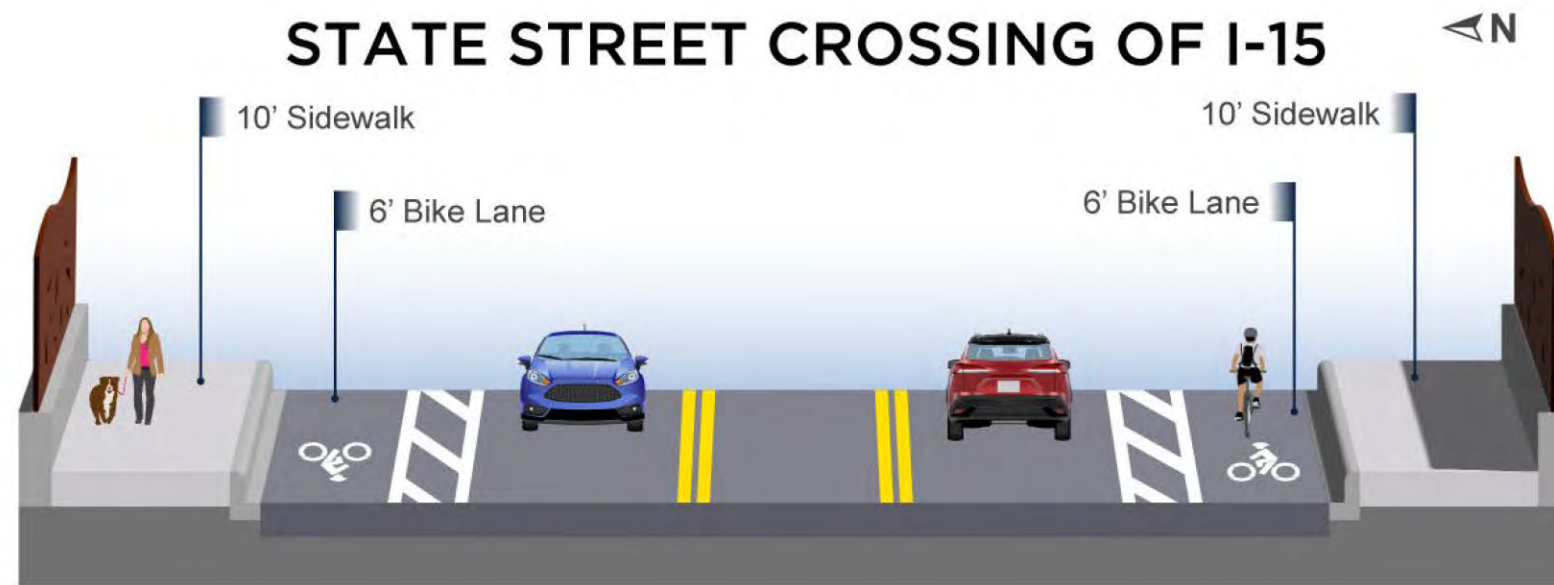 STATE STREET CROSSING OF I-15
N
10’ Sidewalk
10’ Sidewalk
6’ Bike Lane
6’ Bike Lane